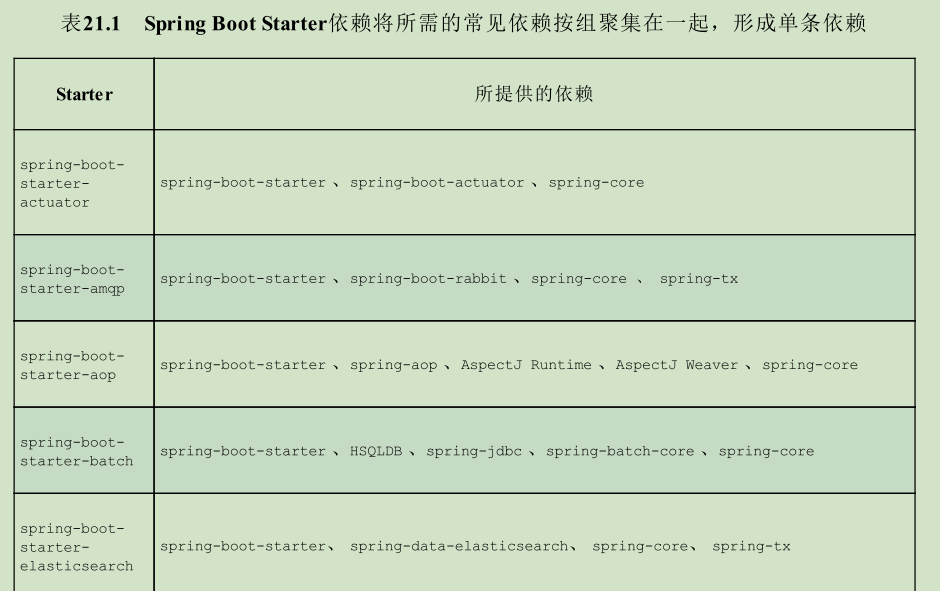 表21.1 Spring Boot Starter依赖将所需的常见依赖按组聚集在一起，形成单条依赖
Starter
所提供的依赖
spring-boot-
starter-
actuator
spring-boot-starter 、spring-boot-actuator 、spring-core
spring-boot-
starter-amqp
spring-boot-starter 、spring-boot-rabbit 、spring-core 、 spring-tx
spring-boot-
starter-aop
spring-boot-starter 、spring-aop 、AspectJ Runtime 、AspectJ Weaver 、spring-core
spring-boot-
starter-batch
spring-boot-starter 、HSQLDB 、spring-jdbc 、spring-batch-core 、spring-core
spring-boot-
starter-
elasticsearch
spring-boot-starter、 spring-data-elasticsearch、 spring-core、 spring-tx